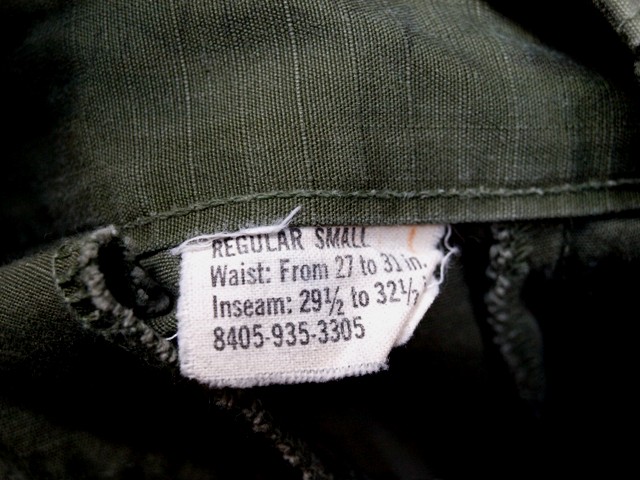 REGULAR SMALL
Waist: From 27 to 31 in.
Inseam: 29½ to 32½
8405-935-3305